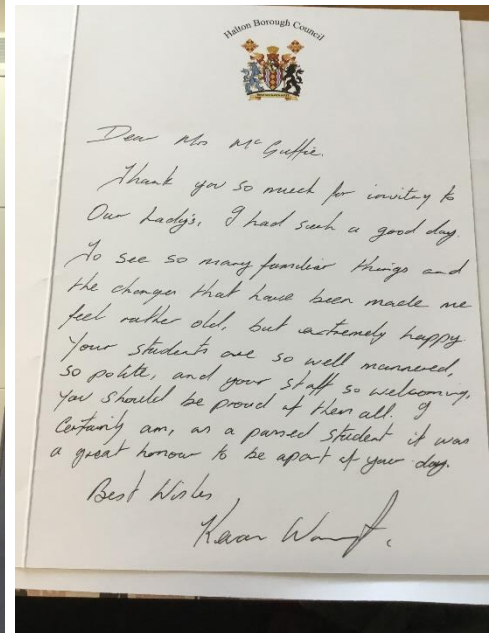 Halton Borough Council
Dear Mrs McGuffie.
Thank you so much for invitey to
Our Lady's, I had such a good day.
To see so many familiar things and
the changes that have been made me
feel rather old, but extremely happy.
Your students are so well mannered,
so polite, and your staff so welcoming,
you should be proud of them all. I
certainly am, as a passed student it was
a great honour to be apart of your day.
Best Wishes
Kevan